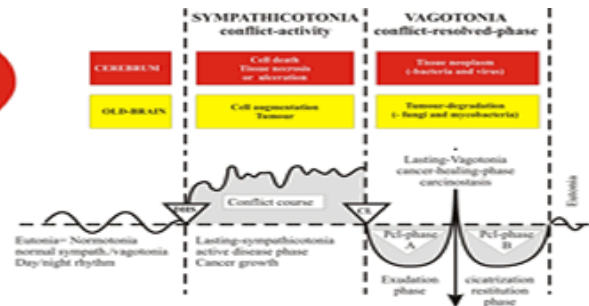 SYMPATHICOTONIA
conflict-activity
VAGOTONIA
conflict-resolved-phase
CEREBRUM
Cell death
Tissue necrosis
or ulceration
Tissue neoplasm
(-bacteria and virus)
OLD-BRAIN
Cell augmentation
Tumour
Tumour-degradation
(- fungi and mycobacteria)
Lasting-Vagotonia
cancer-healing-phase
carcinostasis
Eutonia
DHS
Conflict course
CL
Pcl-phase
A
Pcl-phase
B
Eutonia= Normotonia
normal sympath./vagotonia
Day/night rhythm
Lasting-sympathicotonia
active disease phase
Cancer growth
Exudation
phase
cicatrization
restitution
phase